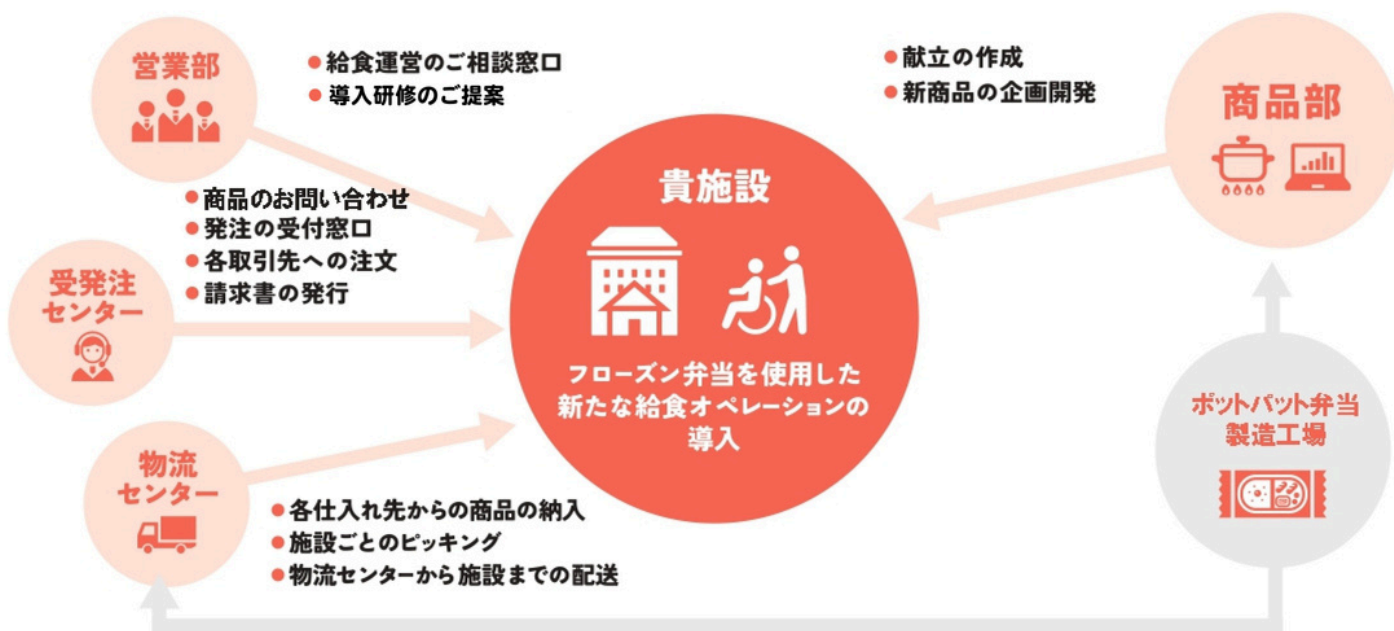 営業部
● 給食運営のご相談窓口
● 導入研修のご提案
● 献立の作成
● 新商品の企画開発
商品部
● 商品のお問い合わせ
● 発注の受付窓口
● 各取引先への注文
● 請求書の発行
受発注
センター
貴施設
フローズン弁当を使用した
新たな給食オペレーションの
導入
ポットパット弁当
製造工場
物流
センター
● 各仕入れ先からの商品の納入
● 施設ごとのピッキング
● 物流センターから施設までの配送